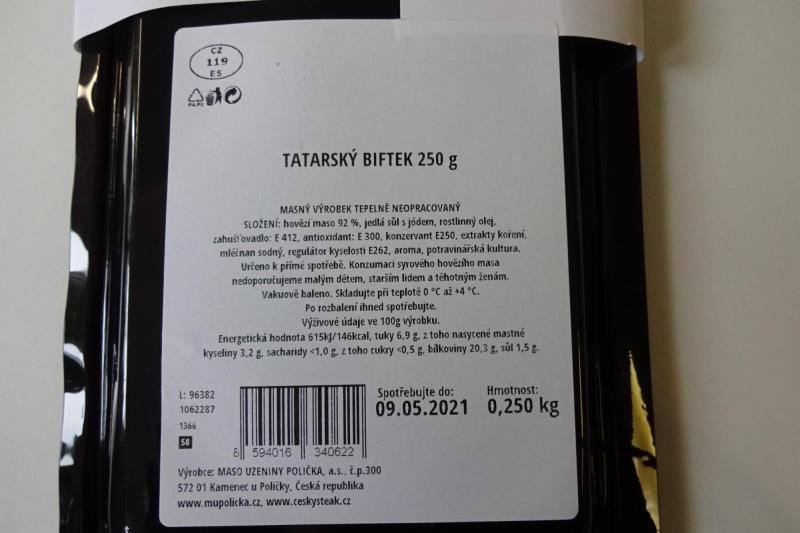 CZ
119
ES
TATARSKÝ BIFTEK 250 g
MASNÝ VÝROBEK TEPELNĚ NEOPRACOVANÝ
SLOŽENÍ: hovězí maso 92 %, jedlá sůl s jódem, rostlinný olej,
zahušťovadlo: E 412, antioxidant: E 300, konzervant E250, extrakty koření,
mléčnan sodný, regulátor kyselosti E262, aroma, potravinářská kultura.
Určeno k přímé spotřebě. Konzumaci syrového hovězího masa
nedoporučujeme malým dětem, starším lidem a těhotným ženám.
Vakuově baleno. Skladujte při teplotě 0 °C až +4 °C.
Po rozbalení ihned spotřebujte.
Výživové údaje ve 100g výrobku.
Energetická hodnota 615kJ/146kcal, tuky 6,9 g, z toho nasycené mastné
kyseliny 3,2 g, sacharidy <1,0 g, z toho cukry <0,5 g, bílkoviny 20,3 g, sůl 1,5 g.
L: 96382
1062287
1366
58
8 594016 340622
Spotřebujte do:
09.05.2021
Hmotnost:
0,250 kg
Výrobce: MASO UZENINY POLIČKA, a.s., č.p.300
572 01 Kamenec u Poličky, Česká republika
www.mupolicka.cz, www.ceskysteak.cz